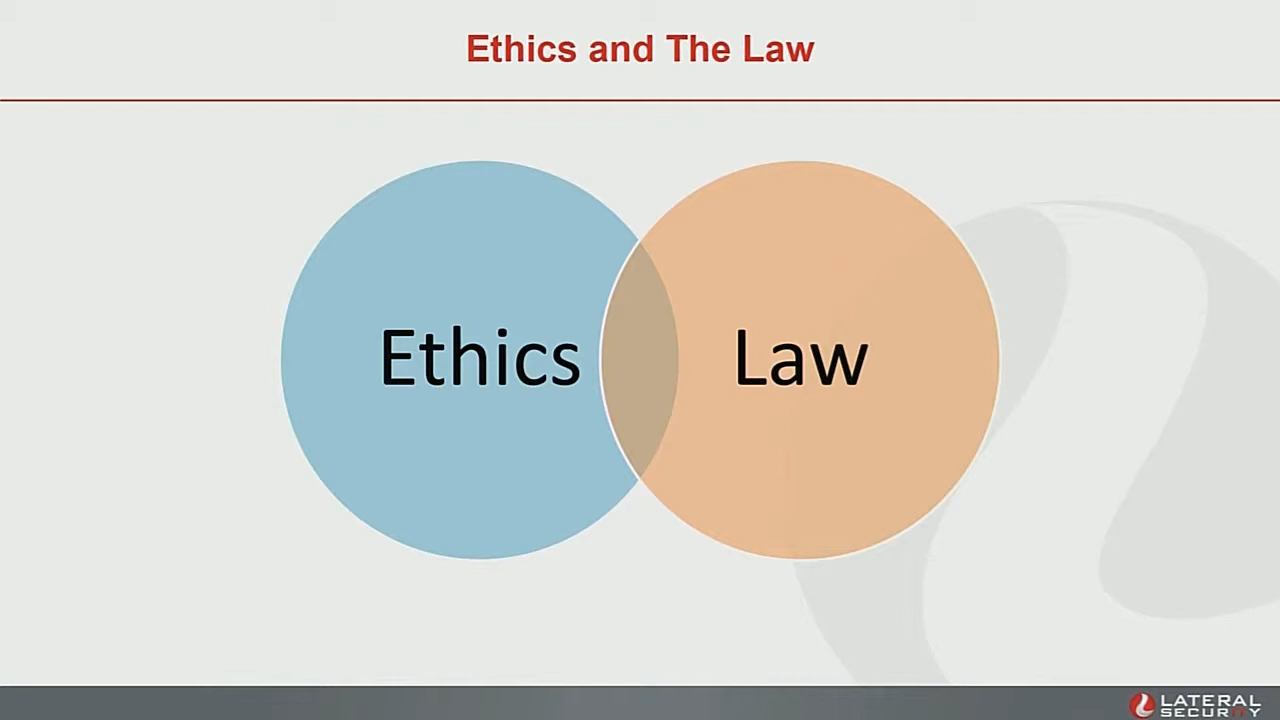 Ethics and The Law
Ethics
Law
LATERAL
SECURITY